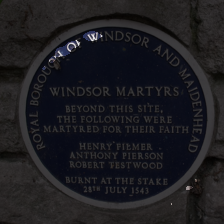 ROYAL BOROUGH OF WINDSOR AND MAIDENHEAD
WINDSOR MARTYRS
BEYOND THIS SITE,
THE FOLLOWING WERE
MARTYRED FOR THEIR FAITH
HENRY FILMER
ANTHONY PIERSON
ROBERT TESTWOOD
BURNT AT THE STAKE
28TH JULY 1543